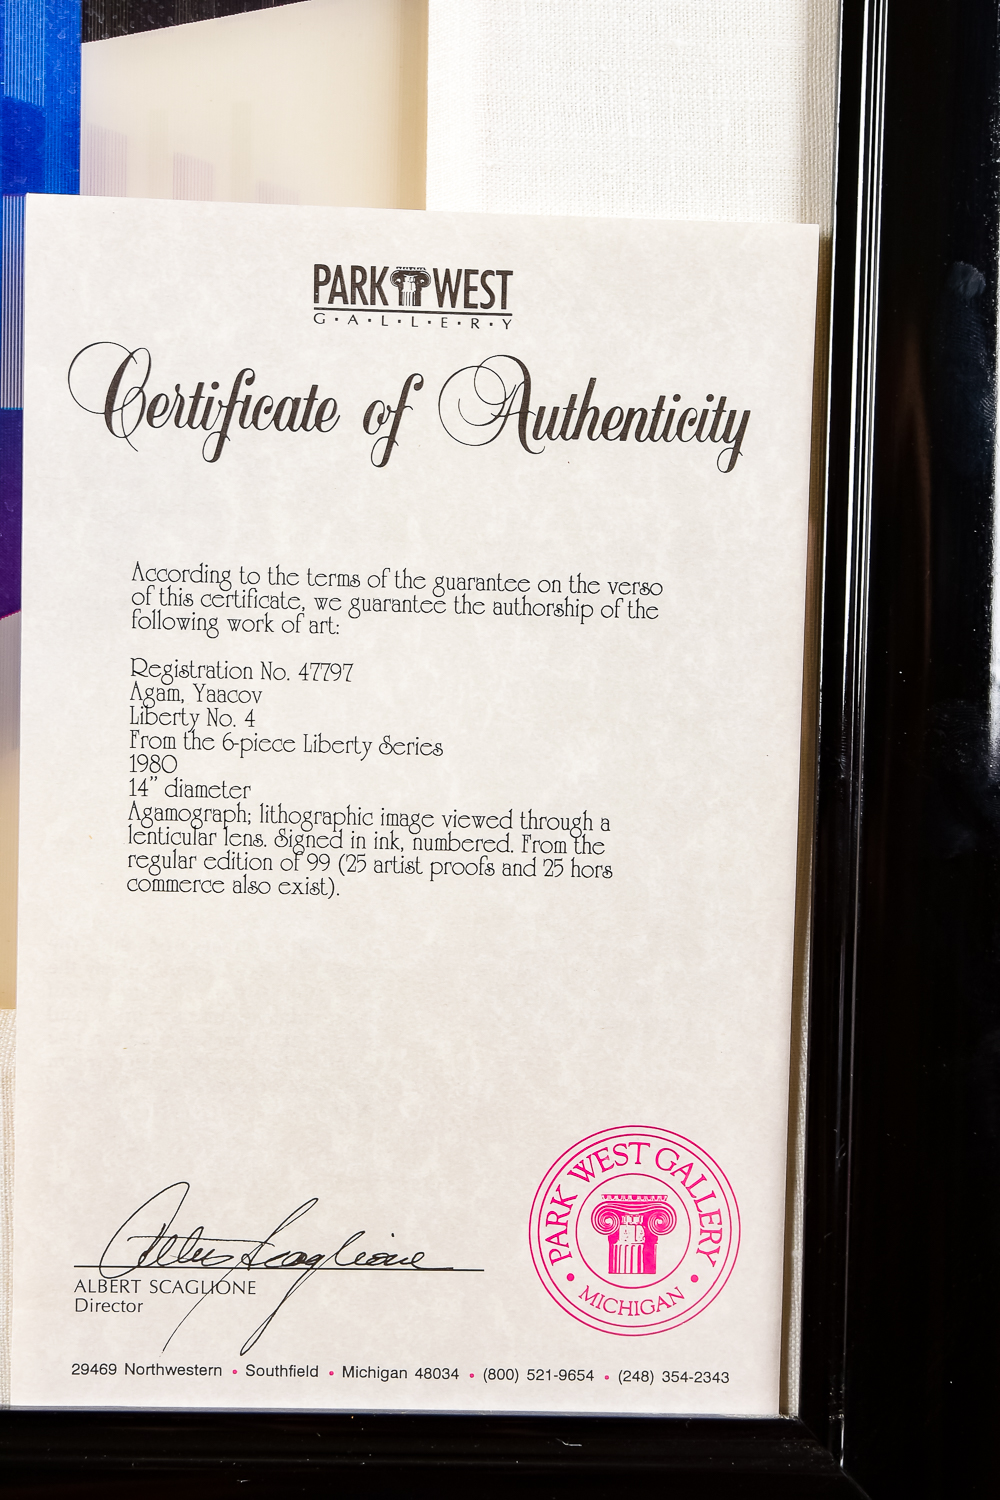 PARK WEST
G·A·L·L·E·R·Y
Certificate of Authenticity
According to the terms of the guarantee on the verso
of this certificate, we guarantee the authorship of the
following work of art:
Registration No. 47797
Agam, Yaacov
Liberty No. 4
From the 6-piece Liberty Series
1980
14” diameter
Agamograph; lithographic image viewed through a
lenticular lens. Signed in ink, numbered. From the
regular edition of 99 (25 artist proofs and 25 hors
commerce also exist).
Albert Scaglione
ALBERT SCAGLIONE
Director
PARK WEST GALLERY
• MICHIGAN •
29469 Northwestern • Southfield • Michigan 48034 • (800) 521-9654 • (248) 354-2343